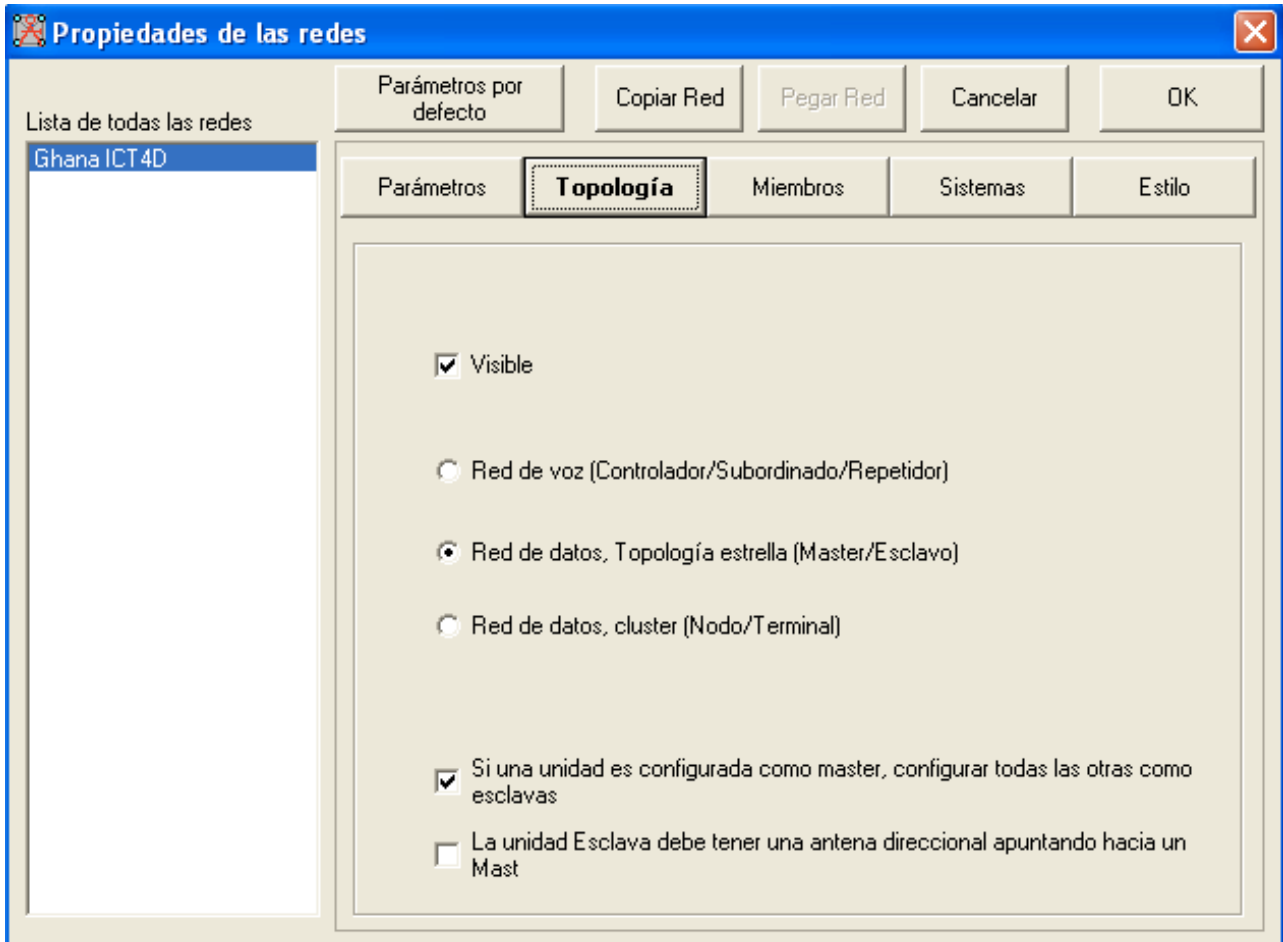 Propiedades de las redes
Parámetros por
defecto
Copiar Red
Pegar Red
Cancelar
OK
Lista de todas las redes
Ghana ICT4D
Parámetros
Topología
Miembros
Sistemas
Estilo
Visible
Red de voz (Controlador/Subordinado/Repetidor)
Red de datos, Topología estrella (Master/Esclavo)
Red de datos, cluster (Nodo/Terminal)
Si una unidad es configurada como master, configurar todas las otras como
esclavas
La unidad Esclava debe tener una antena direccional apuntando hacia un
Mast